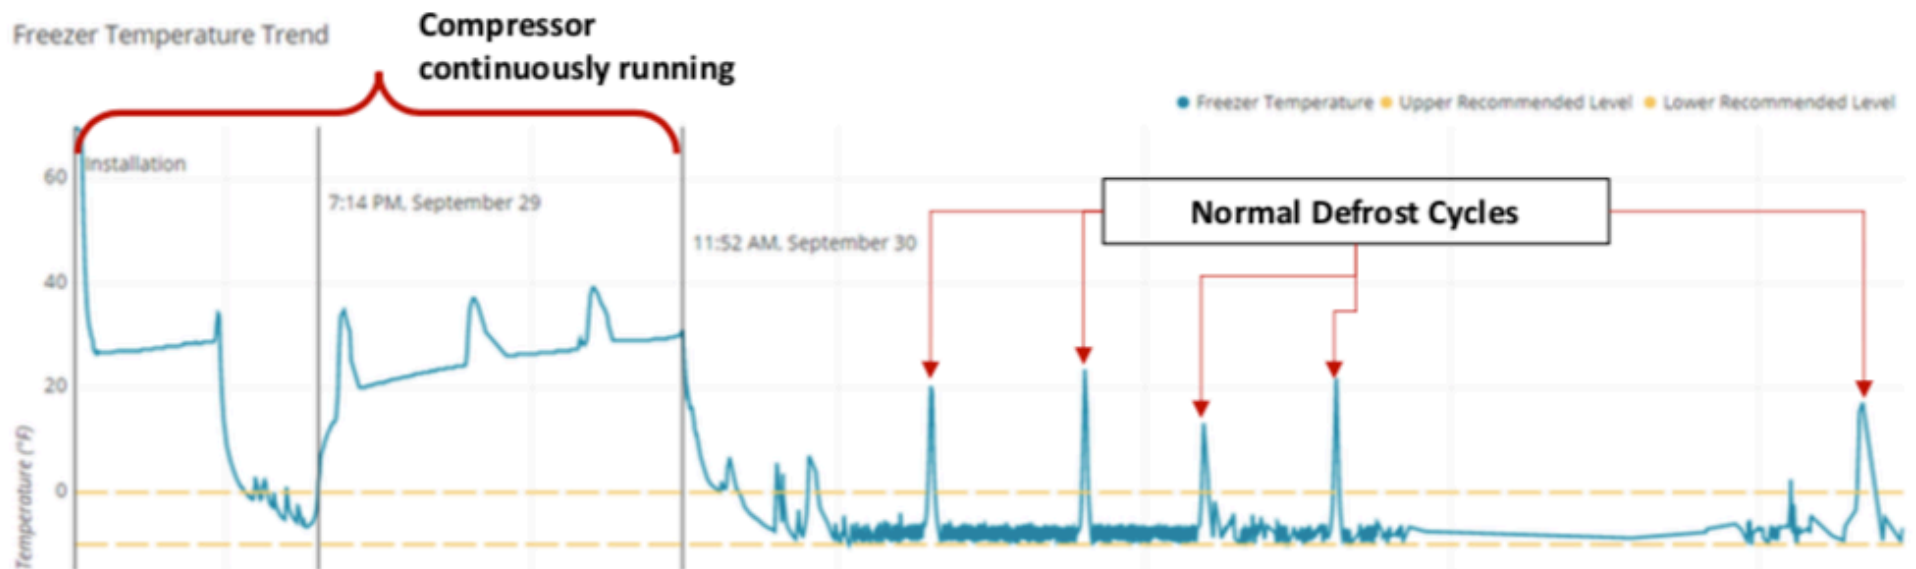 Freezer Temperature Trend
Compressor
continuously running
Freezer Temperature
Upper Recommended Level
Lower Recommended Level
Installation
60
7:14 PM, September 29
Normal Defrost Cycles
11:52 AM, September 30
40
20
0
Temperature (°F)